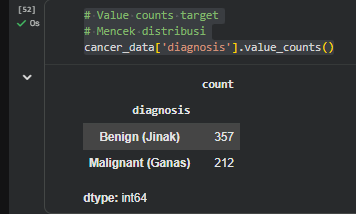 [52]
0s
# Value counts target
# Mencek distribusi
cancer_data['diagnosis'].value_counts()
count
diagnosis
Benign (Jinak) 357
Malignant (Ganas) 212
dtype: int64